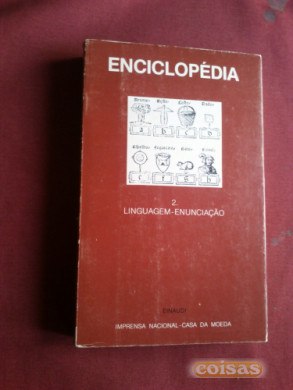 ENCICLOPÉDIA
a b c d
e f g h
2.
LINGUAGEM-ENUNCIAÇÃO
EINAUDI
IMPRENSA NACIONAL-CASA DA MOEDA
coisas